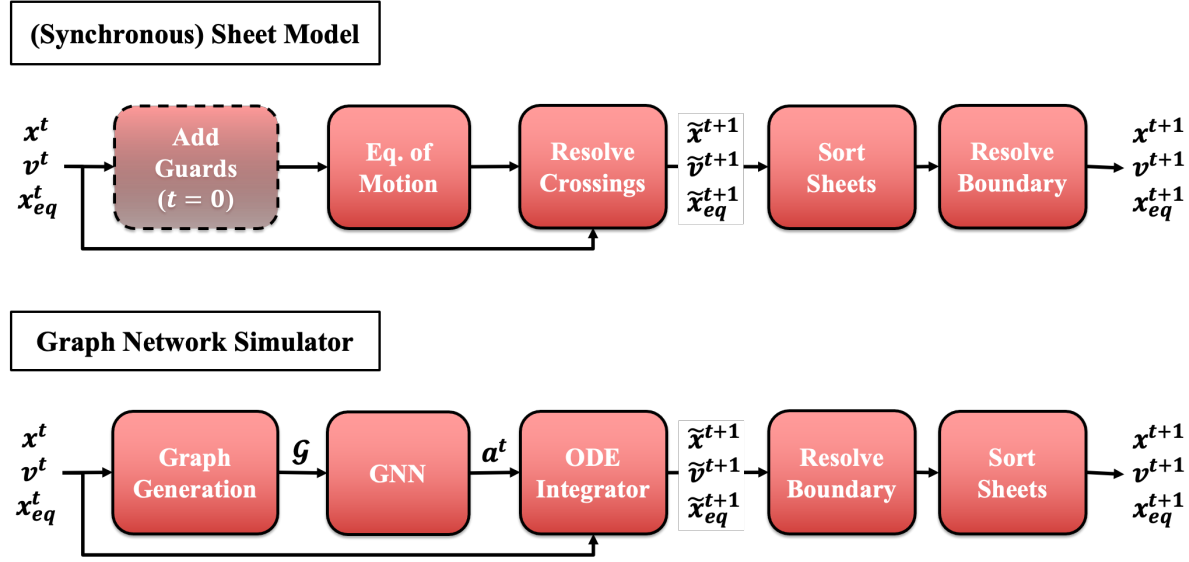 (Synchronous) Sheet Model
x^t
v^t
x_eq^t
Add
Guards
(t = 0)
Eq. of
Motion
Resolve
Crossings
x̃^t+1
ṽ^t+1
x̃_eq^t+1
Sort
Sheets
Resolve
Boundary
x^t+1
v^t+1
x_eq^t+1
Graph Network Simulator
x^t
v^t
x_eq^t
Graph
Generation
𝒢
GNN
a^t
ODE
Integrator
x̃^t+1
ṽ^t+1
x̃_eq^t+1
Resolve
Boundary
Sort
Sheets
x^t+1
v^t+1
x_eq^t+1